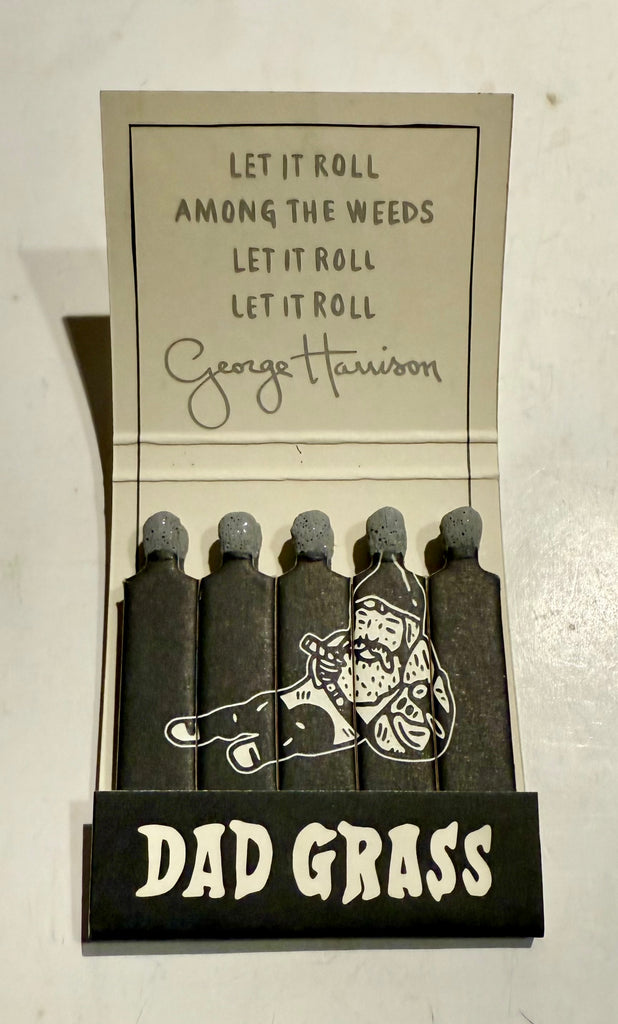 LET IT ROLL
AMONG THE WEEDS
LET IT ROLL
LET IT ROLL
George Harrison
DAD GRASS